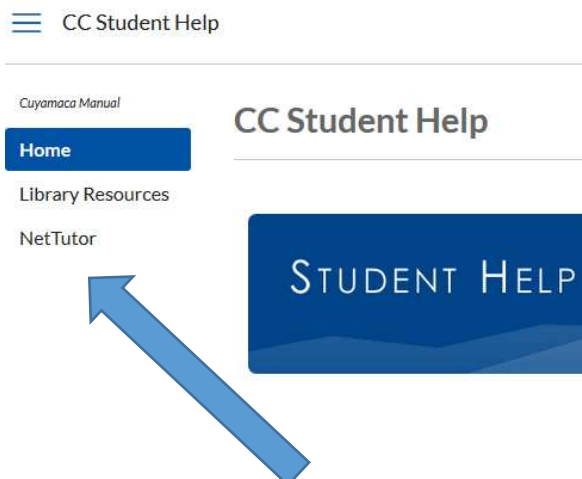 CC Student Help
Cuyamaca Manual
CC Student Help
Home
Library Resources
NetTutor
STUDENT HELP